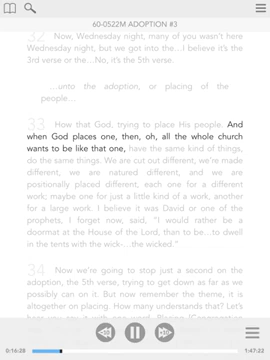 60-0522M ADOPTION #3
32 Now, Wednesday night, many of you wasn't here
Wednesday night, but we got into the…I believe it's the
3rd verse or the…No, it's the 5th verse.
…unto the adoption, or placing of the
people…
33 How that God, trying to place His people. And
when God places one, then, oh, all the whole church
wants to be like that one, have the same kind of things,
do the same things. We are cut out different, we're made
different, we are natured different, and we are
positionally placed different, each one for a different
work; maybe one for just a little kind of a work, another
for a large work. I believe it was David or one of the
prophets, I forget now, said, "I would rather be a
doormat at the House of the Lord, than to be…to dwell
in the tents with the wick-…the wicked."
34 Now we're going to stop just a second on the
adoption, the 5th verse, trying to get down as far as we
possibly can on it. But now remember the theme, it is
altogether on placing. How many understands that? Let's
0:16:28
1:47:22